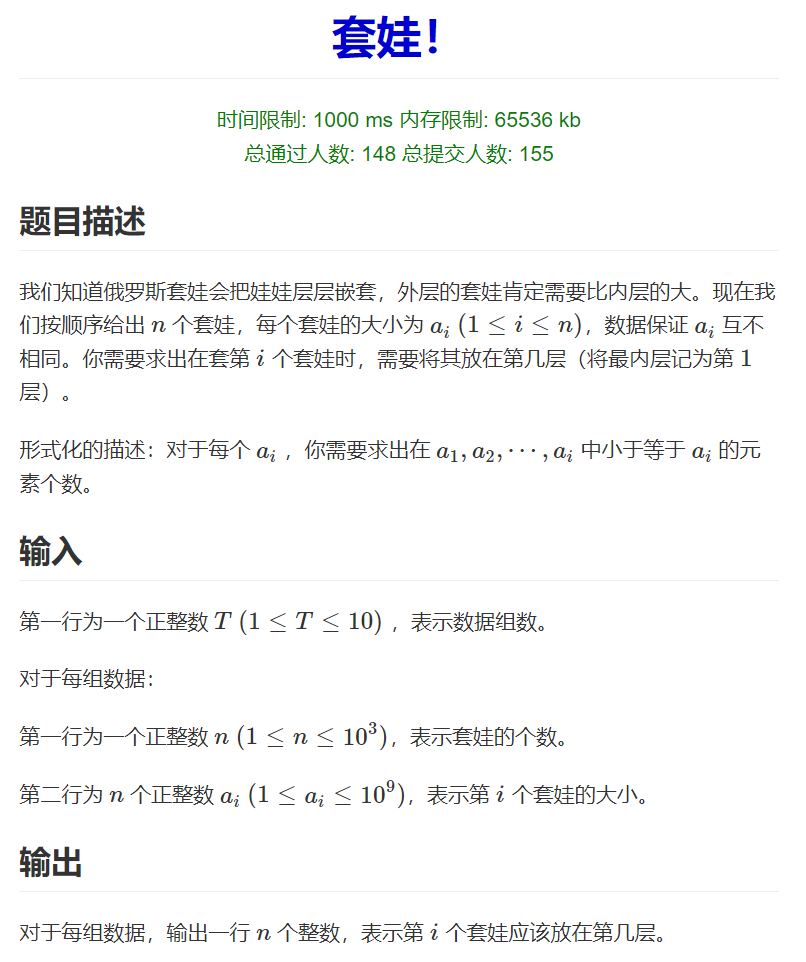 套娃！
时间限制: 1000 ms 内存限制: 65536 kb
总通过人数: 148 总提交人数: 155
题目描述
我们知道俄罗斯套娃会把娃娃层层嵌套，外层的套娃肯定需要比内层的大。现在我
们按顺序给出 n 个套娃，每个套娃的大小为 a_i (1 ≤ i ≤ n)，数据保证 a_i 互不
相同。你需要求出在套第 i 个套娃时，需要将其放在第几层（将最内层记为第 1
层）。
形式化的描述：对于每个 a_i ，你需要求出在 a_1, a_2, ⋯, a_i 中小于等于 a_i 的元
素个数。
输入
第一行为一个正整数 T (1 ≤ T ≤ 10) ，表示数据组数。
对于每组数据：
第一行为一个正整数 n (1 ≤ n ≤ 10^3)，表示套娃的个数。
第二行为 n 个正整数 a_i (1 ≤ a_i ≤ 10^9)，表示第 i 个套娃的大小。
输出
对于每组数据，输出一行 n 个整数，表示第 i 个套娃应该放在第几层。